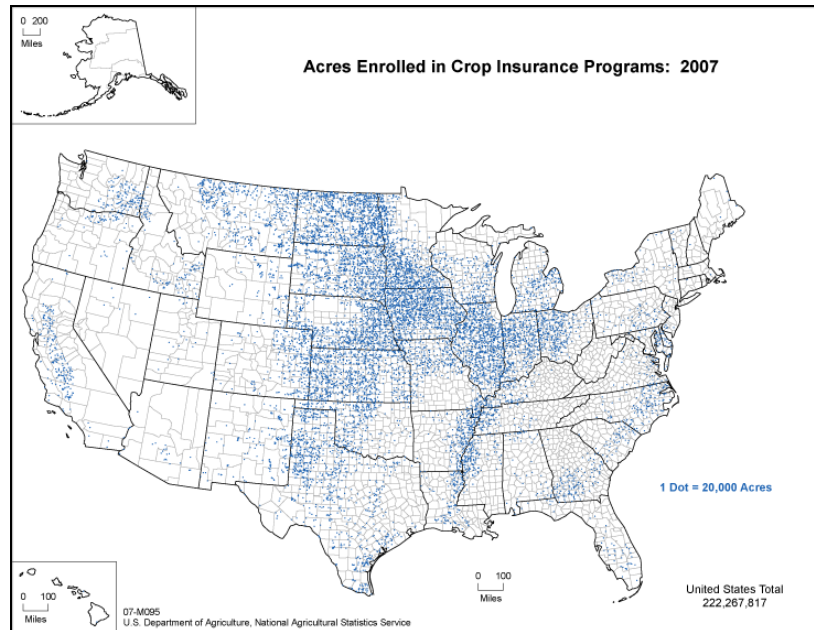 0 200
Miles
Acres Enrolled in Crop Insurance Programs: 2007
1 Dot = 20,000 Acres
0 100
Miles
0 100
Miles
United States Total
222,267,817
07-M095
U.S. Department of Agriculture, National Agricultural Statistics Service